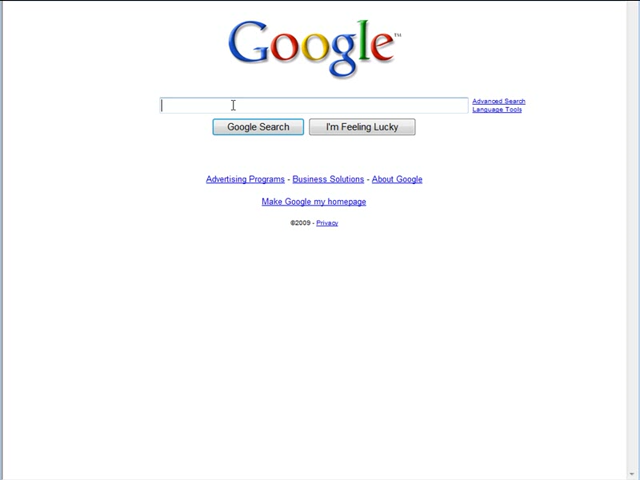 Google™
Advanced Search
Language Tools
Google Search I'm Feeling Lucky
Advertising Programs - Business Solutions - About Google
Make Google my homepage
©2009 - Privacy